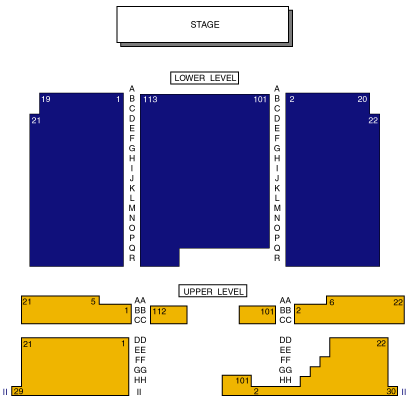 STAGE
LOWER LEVEL
A A
19 1 B 113 101 B 2 20
C C
21 D D 22
E E
F F
G G
H H
I I
J J
K K
L L
M M
N N
O O
P P
Q Q
R R
UPPER LEVEL
21 5 AA AA 6 22
1 BB 112 101 BB 2
CC CC
21 1 DD DD 22
EE EE
FF FF
GG GG
HH 101 HH
II 29 II 2 30 II